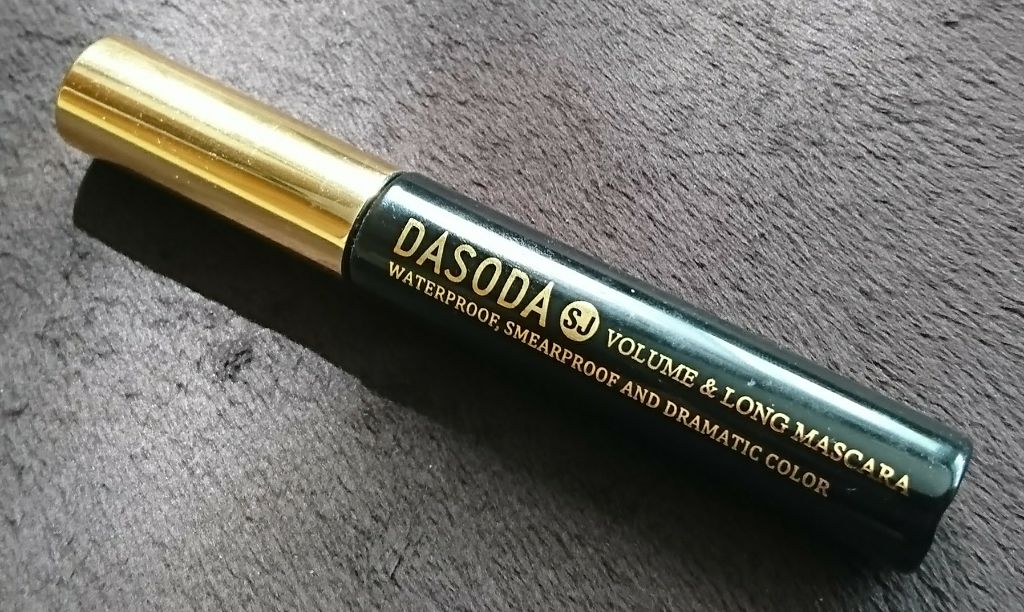 DASODA SJ VOLUME & LONG MASCARA
WATERPROOF, SMEARPROOF AND DRAMATIC COLOR